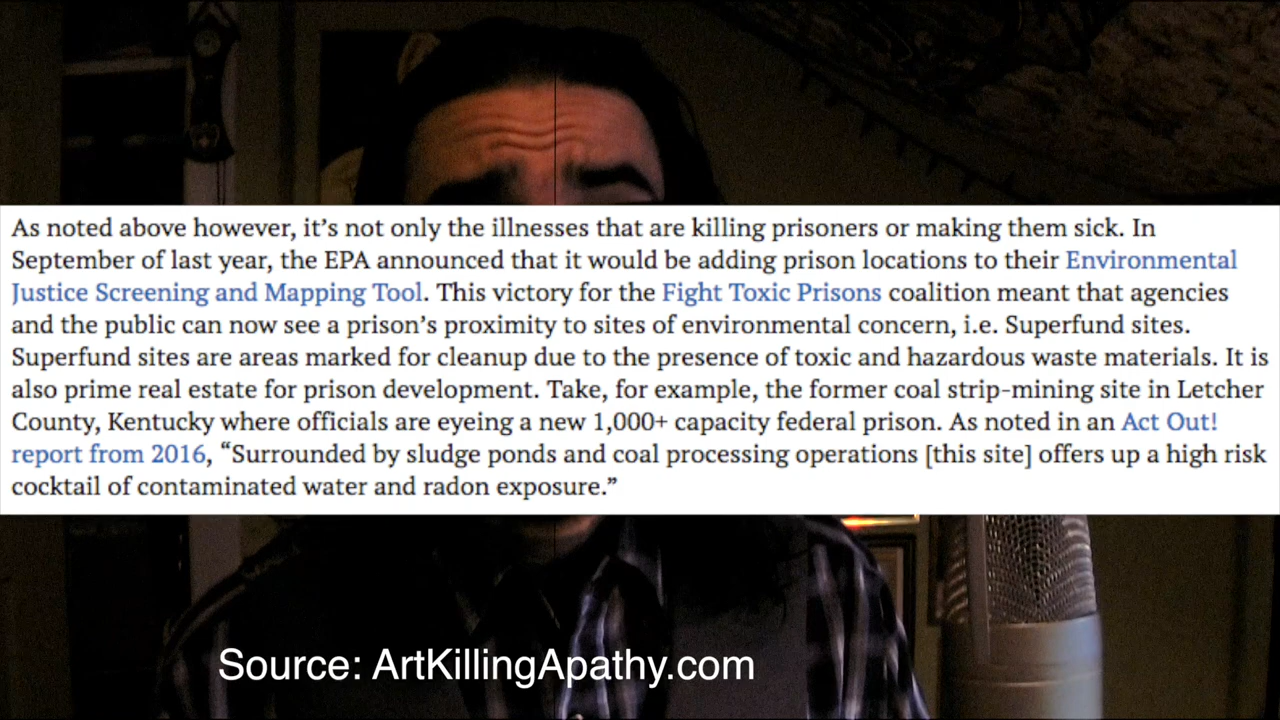 As noted above however, it’s not only the illnesses that are killing prisoners or making them sick. In
September of last year, the EPA announced that it would be adding prison locations to their Environmental
Justice Screening and Mapping Tool. This victory for the Fight Toxic Prisons coalition meant that agencies
and the public can now see a prison’s proximity to sites of environmental concern, i.e. Superfund sites.
Superfund sites are areas marked for cleanup due to the presence of toxic and hazardous waste materials. It is
also prime real estate for prison development. Take, for example, the former coal strip-mining site in Letcher
County, Kentucky where officials are eyeing a new 1,000+ capacity federal prison. As noted in an Act Out!
report from 2016, “Surrounded by sludge ponds and coal processing operations [this site] offers up a high risk
cocktail of contaminated water and radon exposure.”
Source: ArtKillingApathy.com